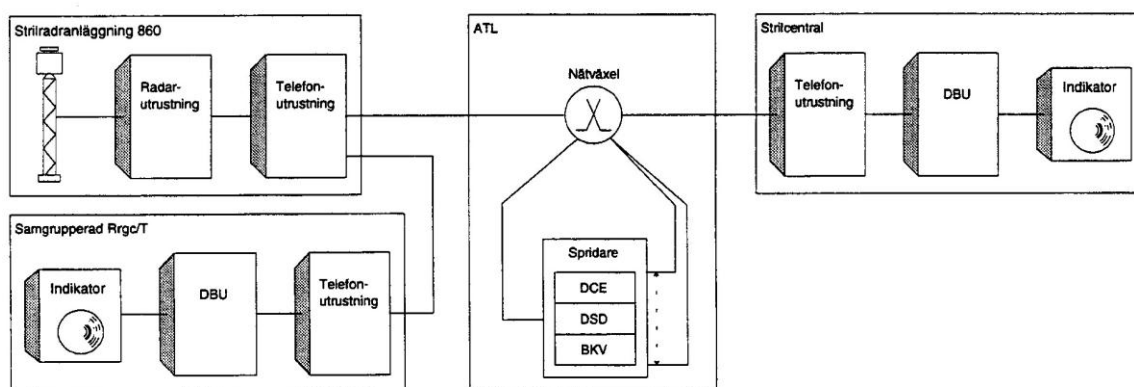 Strilradranläggning 860
Radar-
utrustning
Telefon-
utrustning
ATL
Nätväxel
Spridare
DCE
DSD
BKV
Strilcentral
Telefon-
utrustning
DBU
Indikator
Samgrupperad Rrgc/T
Indikator
DBU
Telefon-
utrustning